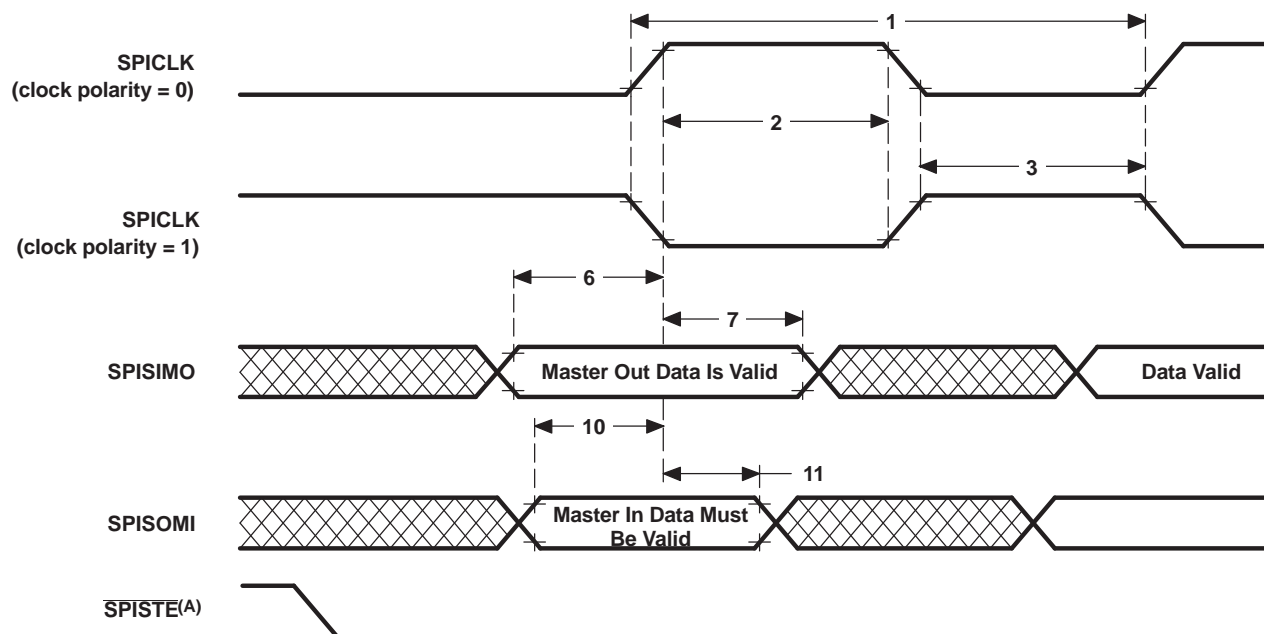 1
SPICLK
(clock polarity = 0)
2
3
SPICLK
(clock polarity = 1)
6
7
SPISIMO
Master Out Data Is Valid
Data Valid
10
11
SPISOMI
Master In Data Must
Be Valid
SPISTE(A)